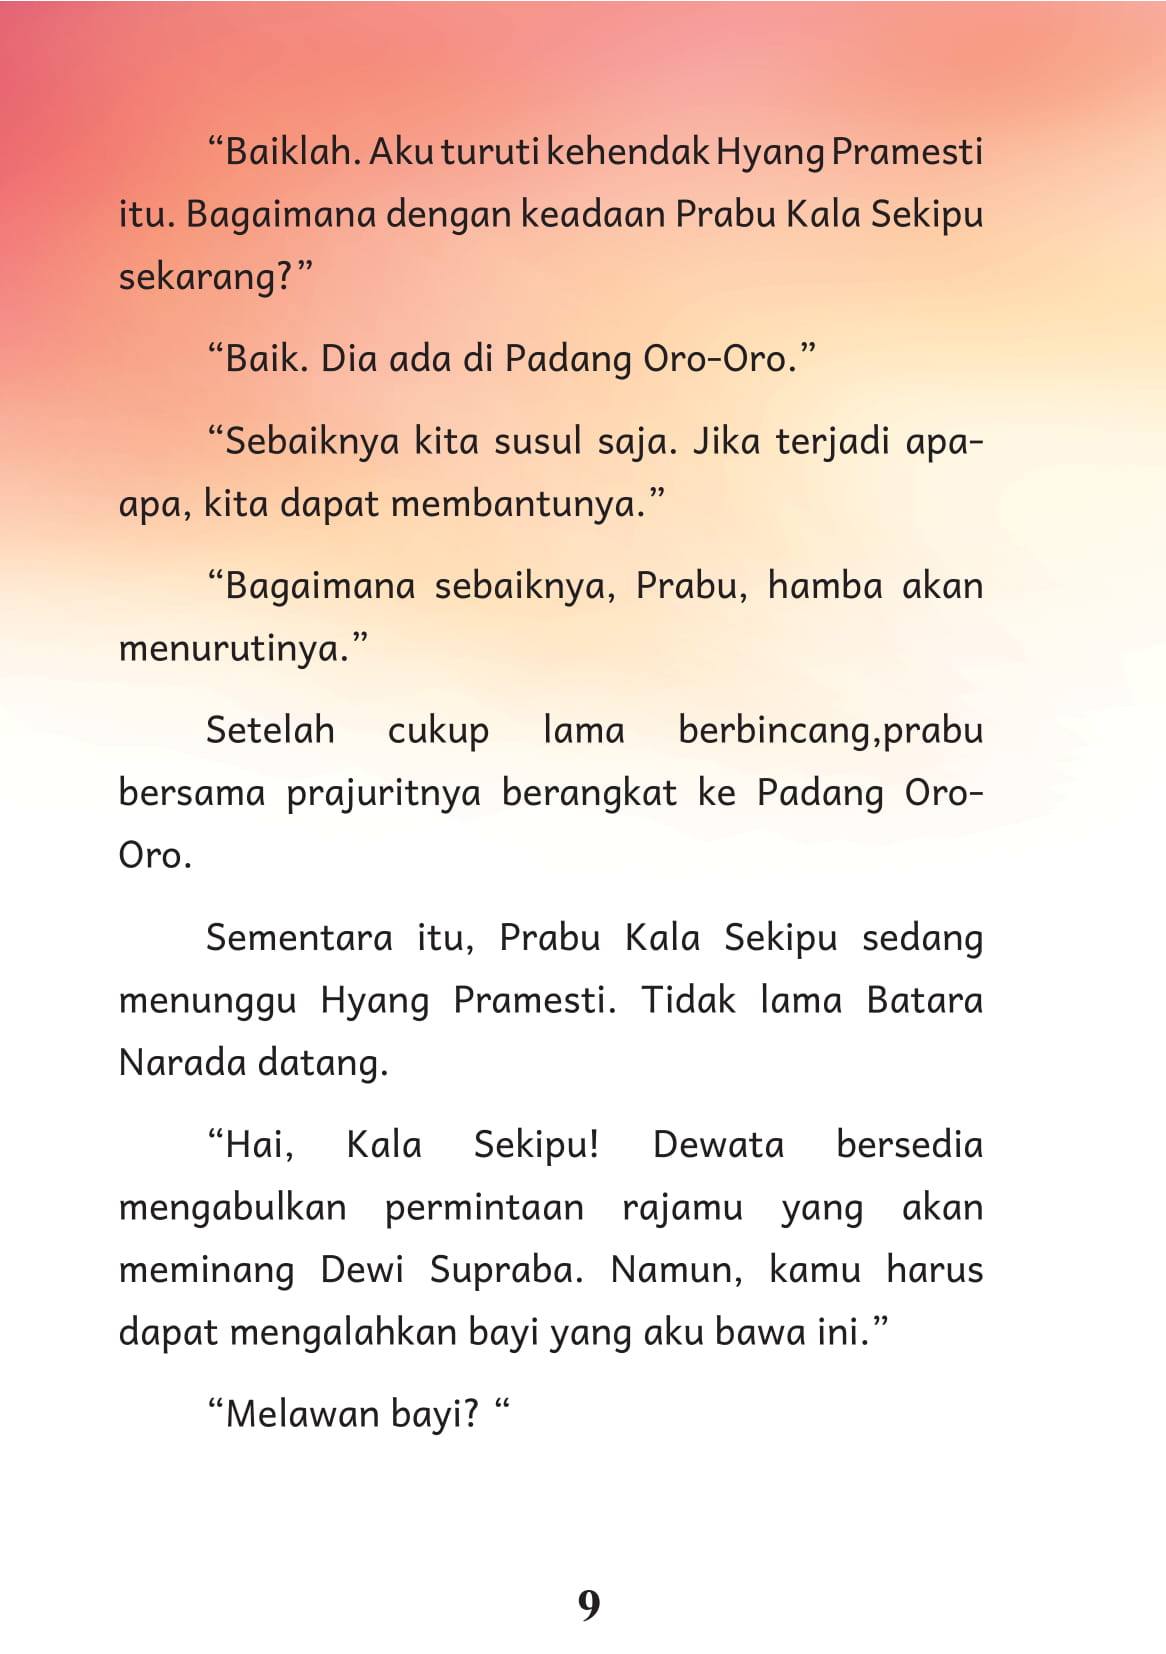 “Baiklah. Aku turuti kehendak Hyang Pramesti
itu. Bagaimana dengan keadaan Prabu Kala Sekipu
sekarang?”
“Baik. Dia ada di Padang Oro-Oro.”
“Sebaiknya kita susul saja. Jika terjadi apa-
apa, kita dapat membantunya.”
“Bagaimana sebaiknya, Prabu, hamba akan
menurutinya.”
Setelah cukup lama berbincang,prabu
bersama prajuritnya berangkat ke Padang Oro-
Oro.
Sementara itu, Prabu Kala Sekipu sedang
menunggu Hyang Pramesti. Tidak lama Batara
Narada datang.
“Hai, Kala Sekipu! Dewata bersedia
mengabulkan permintaan rajamu yang akan
meminang Dewi Supraba. Namun, kamu harus
dapat mengalahkan bayi yang aku bawa ini.”
“Melawan bayi? “
9